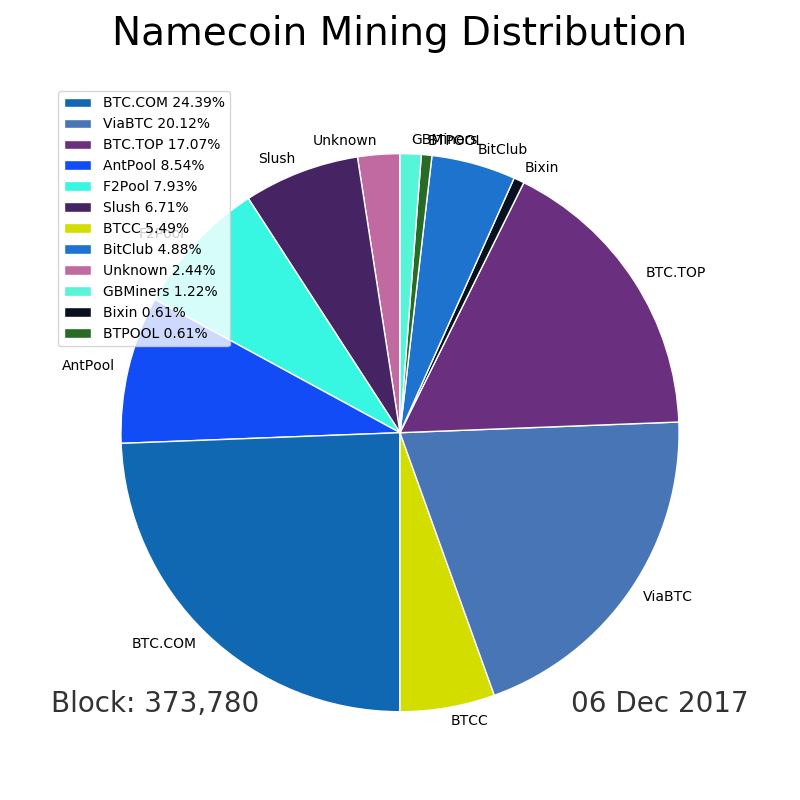 Namecoin Mining Distribution
BTC.COM 24.39%
ViaBTC 20.12%
BTC.TOP 17.07%
AntPool 8.54%
F2Pool 7.93%
Slush 6.71%
BTCC 5.49%
BitClub 4.88%
Unknown 2.44%
GBMiners 1.22%
Bixin 0.61%
BTPOOL 0.61%
Unknown
GBMiners
BTPOOL
BitClub
Slush
Bixin
F2Pool
BTC.TOP
AntPool
ViaBTC
BTC.COM
BTCC
Block: 373,780
06 Dec 2017